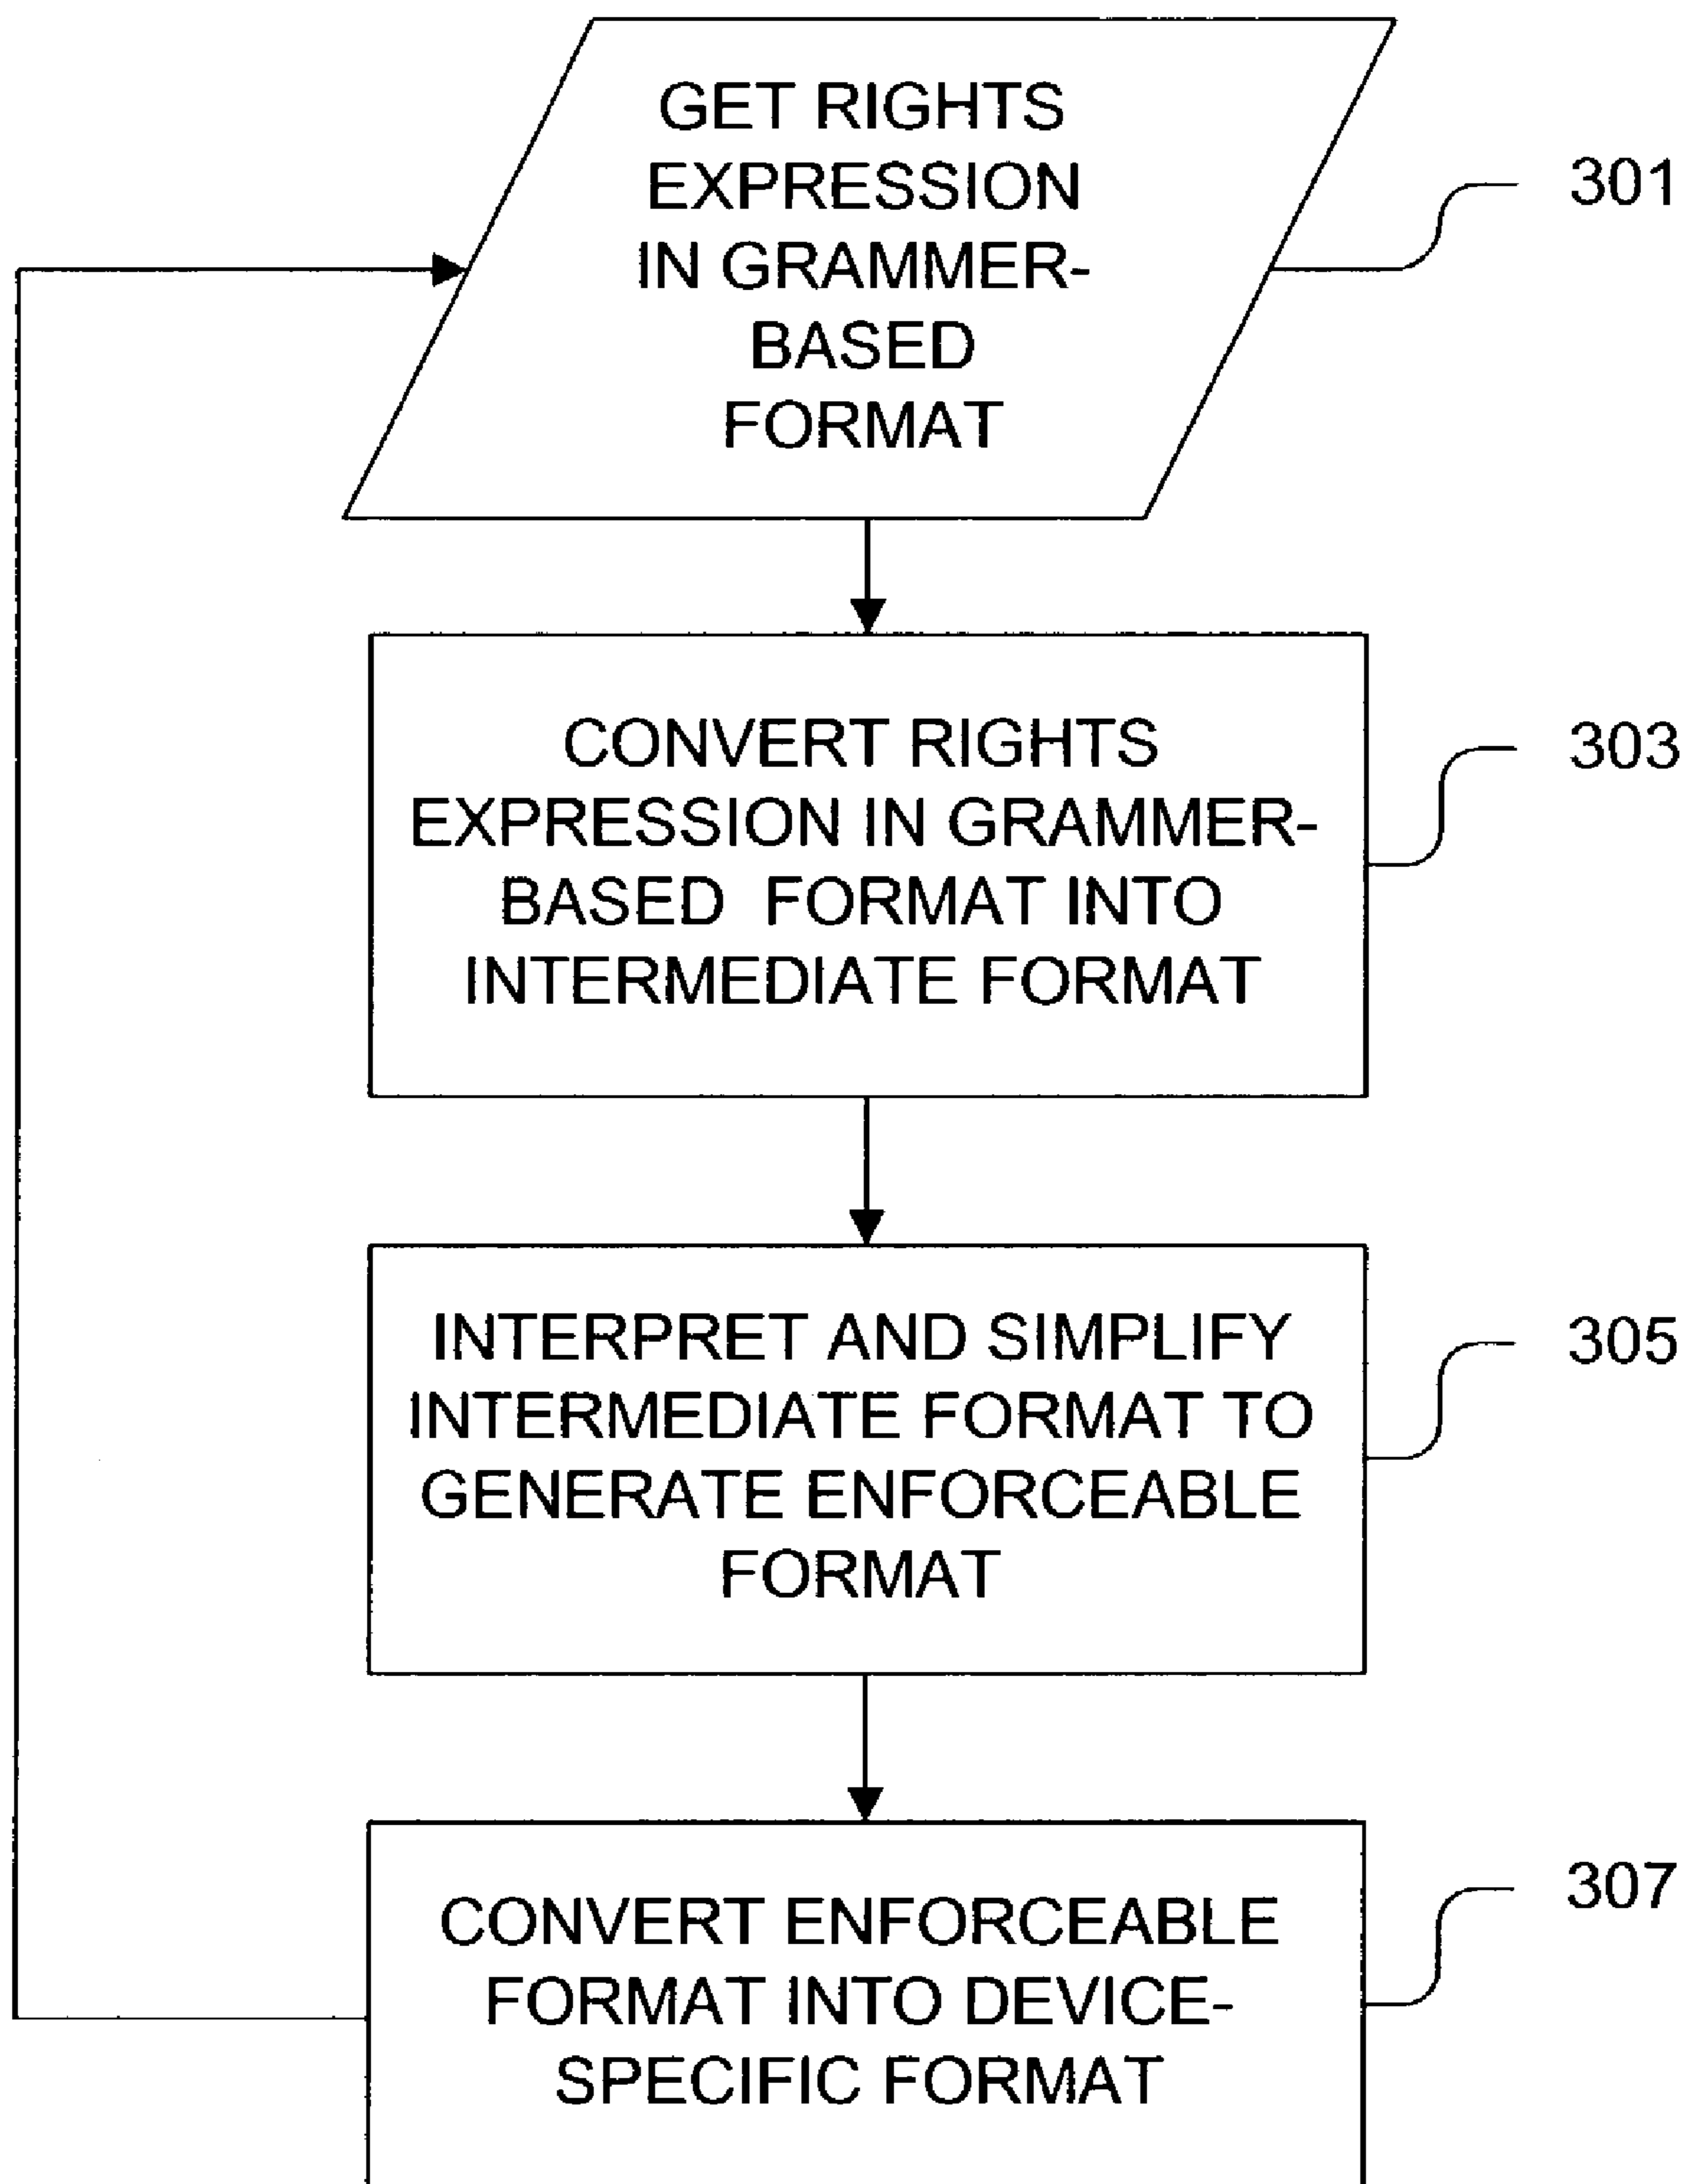 GET RIGHTS
EXPRESSION
IN GRAMMER-
BASED
FORMAT
301
CONVERT RIGHTS
EXPRESSION IN GRAMMER-
BASED FORMAT INTO
INTERMEDIATE FORMAT
303
INTERPRET AND SIMPLIFY
INTERMEDIATE FORMAT TO
GENERATE ENFORCEABLE
FORMAT
305
CONVERT ENFORCEABLE
FORMAT INTO DEVICE-
SPECIFIC FORMAT
307